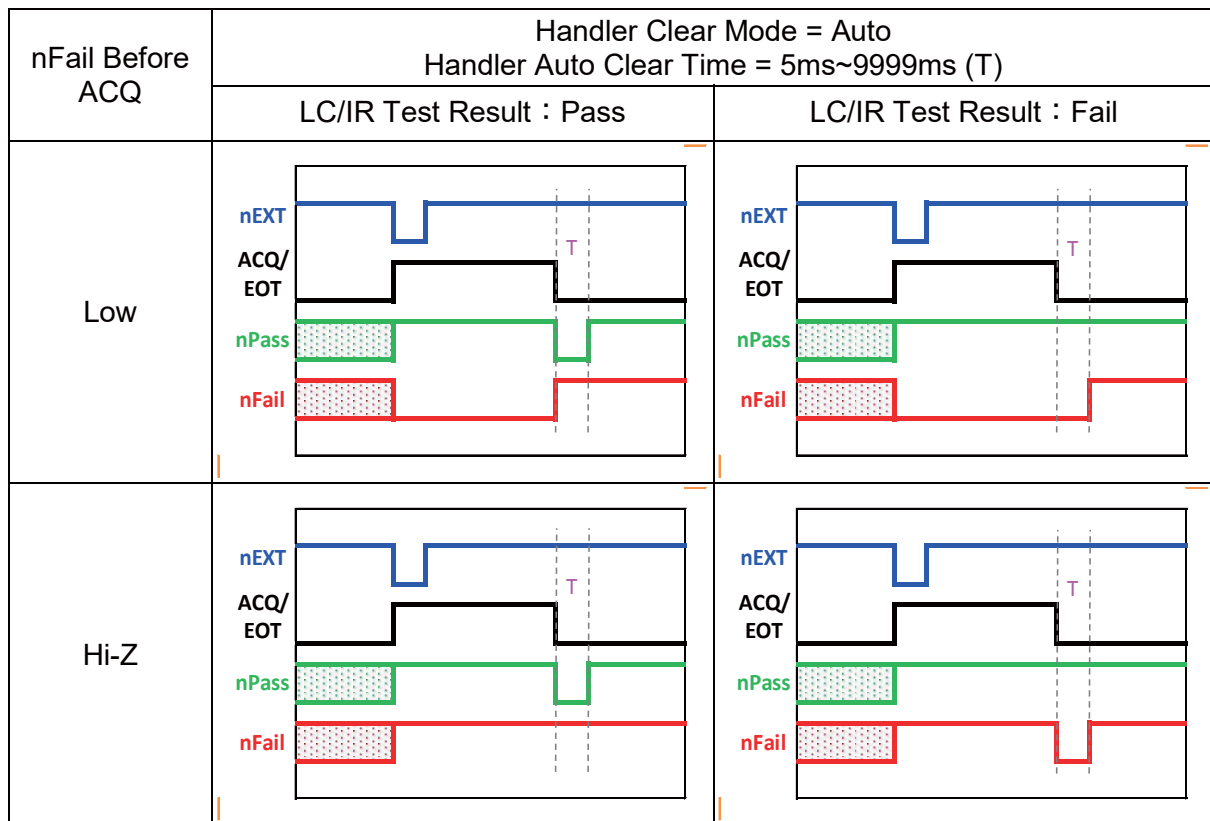 nFail Before
ACQ
Handler Clear Mode = Auto
Handler Auto Clear Time = 5ms~9999ms (T)
LC/IR Test Result：Pass
LC/IR Test Result：Fail
Low
nEXT
T
ACQ/
EOT
nPass
nFail
nEXT
T
ACQ/
EOT
nPass
nFail
Hi-Z
nEXT
T
ACQ/
EOT
nPass
nFail
nEXT
T
ACQ/
EOT
nPass
nFail